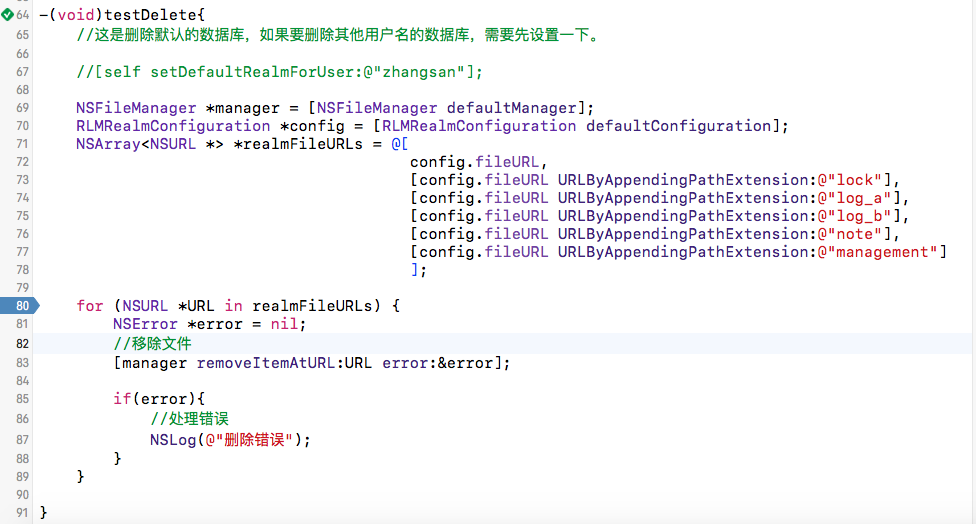 64 -(void)testDelete{
65 //这是删除默认的数据库，如果要删除其他用户名的数据库，需要先设置一下。
66
67 //[self setDefaultRealmForUser:@"zhangsan"];
68
69 NSFileManager *manager = [NSFileManager defaultManager];
70 RLMRealmConfiguration *config = [RLMRealmConfiguration defaultConfiguration];
71 NSArray<NSURL *> *realmFileURLs = @[
72 config.fileURL,
73 [config.fileURL URLByAppendingPathExtension:@"lock"],
74 [config.fileURL URLByAppendingPathExtension:@"log_a"],
75 [config.fileURL URLByAppendingPathExtension:@"log_b"],
76 [config.fileURL URLByAppendingPathExtension:@"note"],
77 [config.fileURL URLByAppendingPathExtension:@"management"]
78 ];
79
80 for (NSURL *URL in realmFileURLs) {
81 NSError *error = nil;
82 //移除文件
83 [manager removeItemAtURL:URL error:&error];
84
85 if(error){
86 //处理错误
87 NSLog(@"删除错误");
88 }
89 }
90
91 }